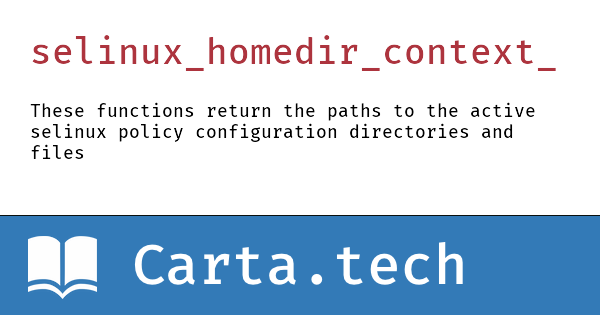 selinux_homedir_context_
These functions return the paths to the active
selinux policy configuration directories and
files
Carta.tech